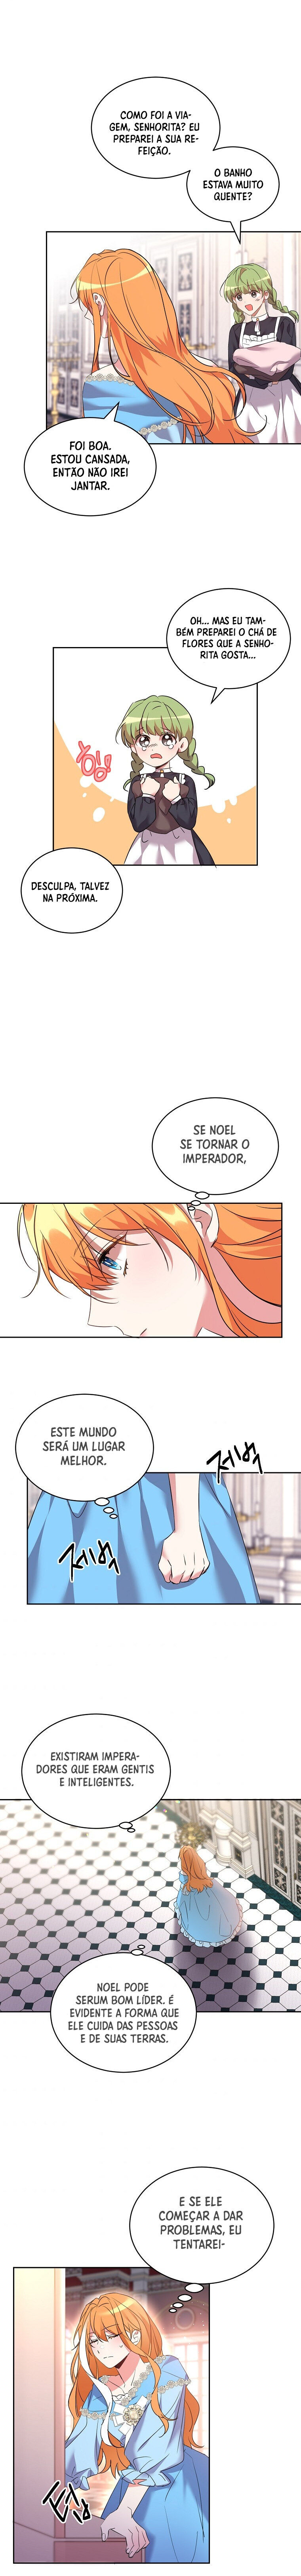 COMO FOI A VIA-
GEM, SENHORITA? EU
PREPAREI A SUA RE-
FEIÇÃO.
O BANHO
ESTAVA MUITO
QUENTE?
FOI BOA.
ESTOU CANSADA,
ENTÃO NÃO IREI
JANTAR.
OH... MAS EU TAM-
BÉM PREPAREI O CHÁ DE
FLORES QUE A SENHO-
RITA GOSTA...
DESCULPA, TALVEZ
NA PRÓXIMA.
SE NOEL
SE TORNAR O
IMPERADOR,
ESTE MUNDO
SERÁ UM LUGAR
MELHOR.
저벅
저벅
EXISTIRAM IMPERA-
DORES QUE ERAM GENTIS
E INTELIGENTES.
NOEL PODE
SERUM BOM LÍDER. É
EVIDENTE A FORMA QUE
ELE CUIDA DAS PESSOAS
E DE SUAS TERRAS.
E SE ELE
COMEÇAR A DAR
PROBLEMAS, EU
TENTAREI-